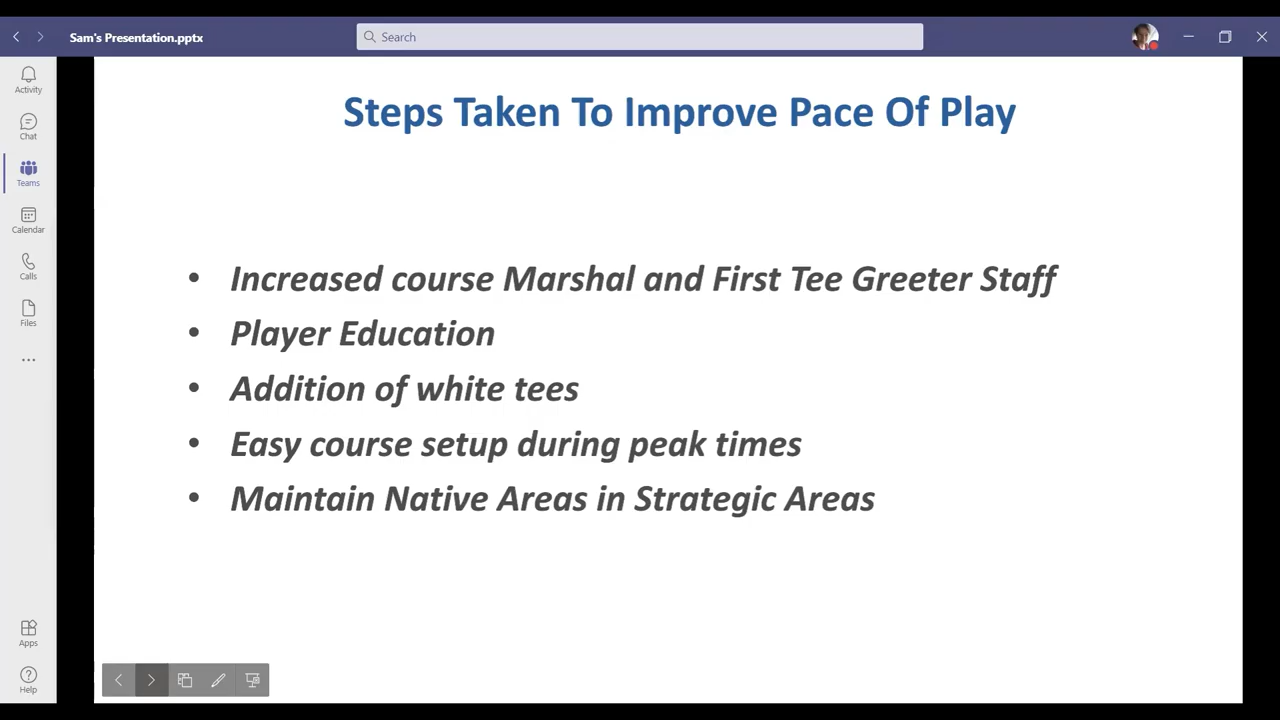 Sam's Presentation.pptx
Search
Activity
Chat
Teams
Calendar
Calls
Files
Apps
Help
Steps Taken To Improve Pace Of Play
• Increased course Marshal and First Tee Greeter Staff
• Player Education
• Addition of white tees
• Easy course setup during peak times
• Maintain Native Areas in Strategic Areas